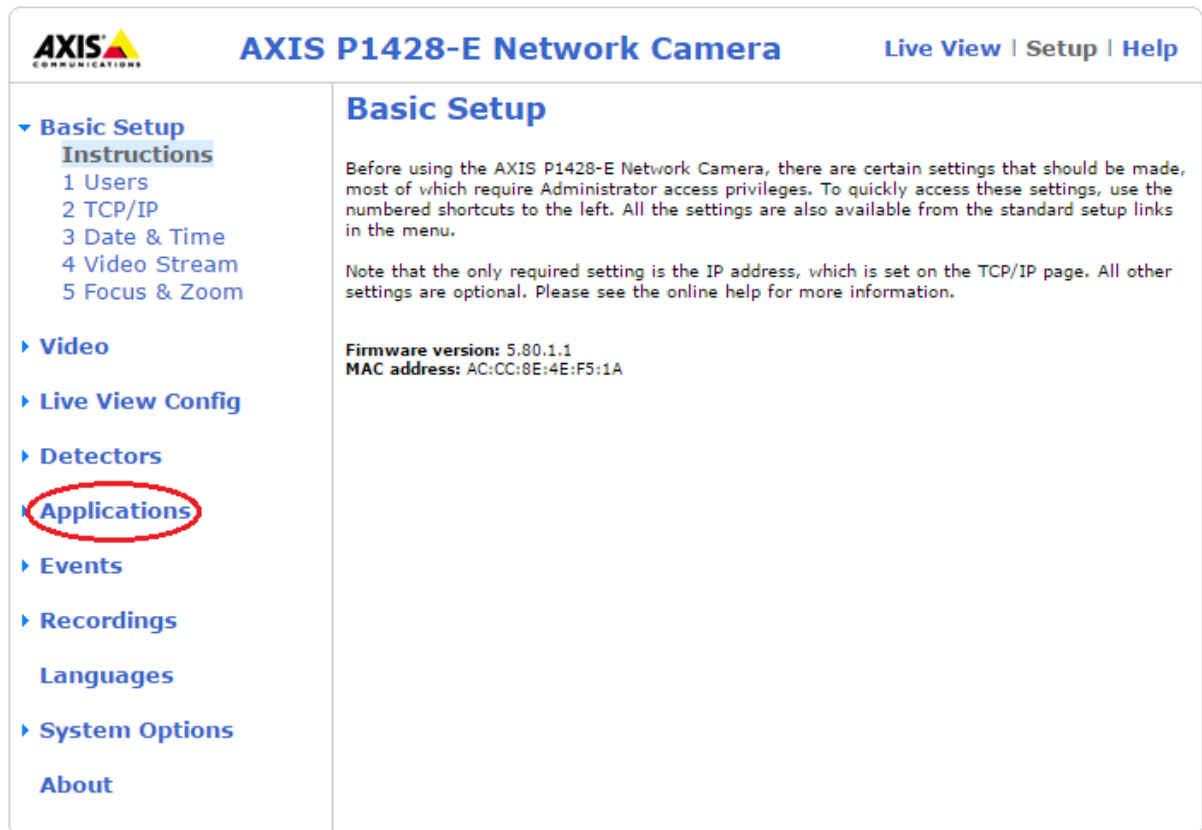 AXIS
COMMUNICATIONS
AXIS P1428-E Network Camera
Live View | Setup | Help
Basic Setup
Instructions
1 Users
2 TCP/IP
3 Date & Time
4 Video Stream
5 Focus & Zoom
Video
Live View Config
Detectors
Applications
Events
Recordings
Languages
System Options
About
Basic Setup
Before using the AXIS P1428-E Network Camera, there are certain settings that should be made,
most of which require Administrator access privileges. To quickly access these settings, use the
numbered shortcuts to the left. All the settings are also available from the standard setup links
in the menu.
Note that the only required setting is the IP address, which is set on the TCP/IP page. All other
settings are optional. Please see the online help for more information.
Firmware version: 5.80.1.1
MAC address: AC:CC:8E:4E:F5:1A